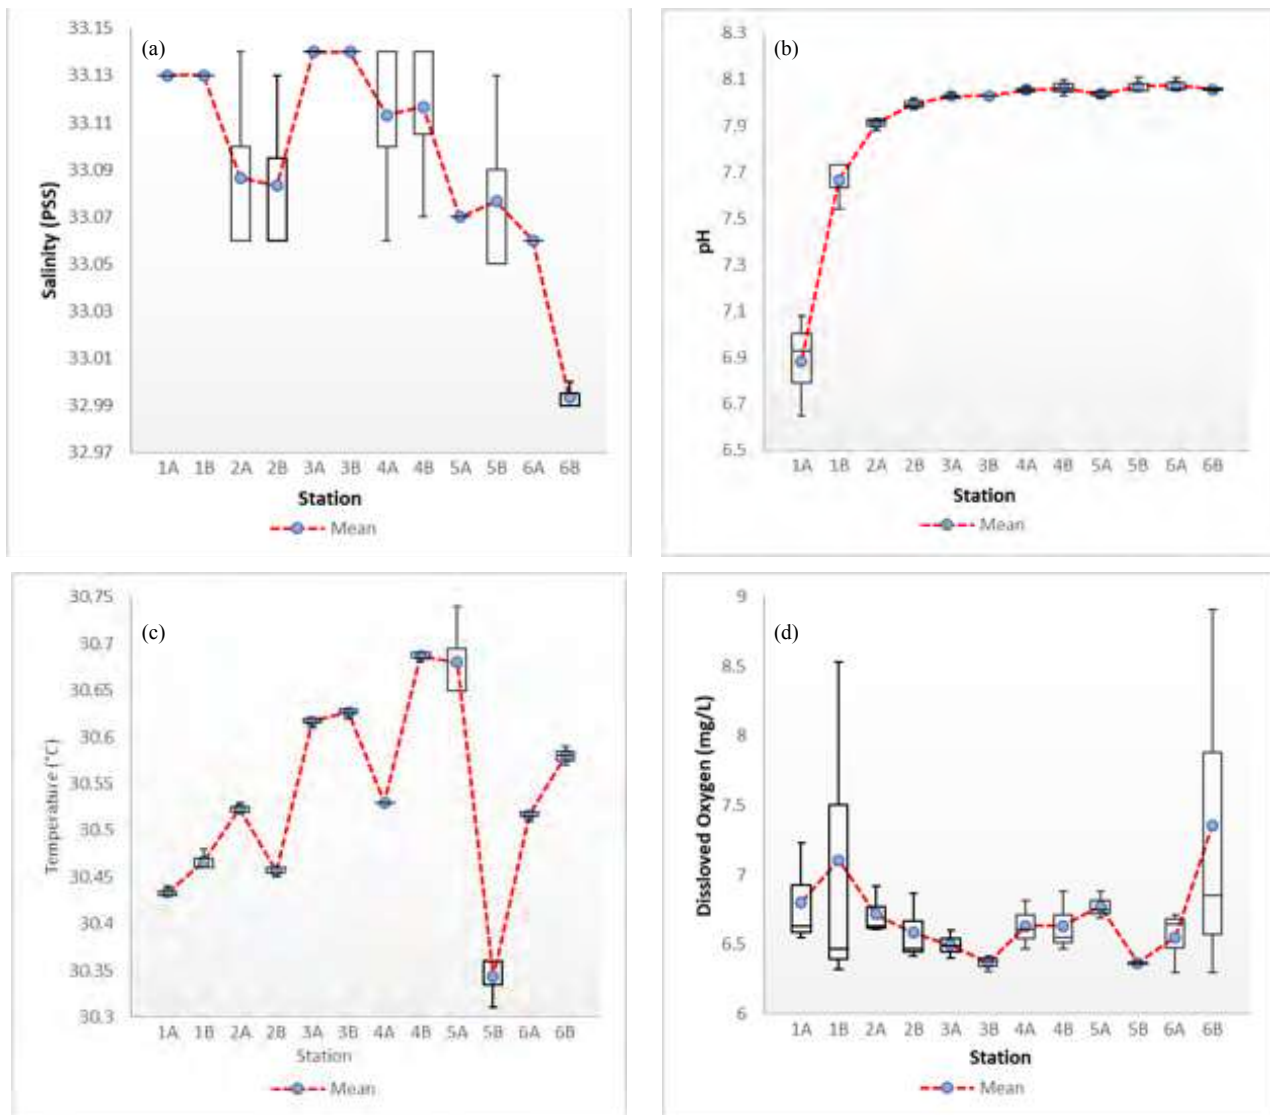 (a)
Salinity (PSS)
33.15
33.13
33.11
33.09
33.07
33.05
33.03
33.01
32.99
32.97
1A 1B 2A 2B 3A 3B 4A 4B 5A 5B 6A 6B
Station
Mean
(b)
pH
8.3
8.1
7.9
7.7
7.5
7.3
7.1
6.9
6.7
6.5
1A 1B 2A 2B 3A 3B 4A 4B 5A 5B 6A 6B
Station
Mean
(c)
Temperature (°C)
30.75
30.7
30.65
30.6
30.55
30.5
30.45
30.4
30.35
30.3
1A 1B 2A 2B 3A 3B 4A 4B 5A 5B 6A 6B
Station
Mean
(d)
Dissloved Oxygen (mg/L)
9
8.5
8
7.5
7
6.5
6
1A 1B 2A 2B 3A 3B 4A 4B 5A 5B 6A 6B
Station
Mean